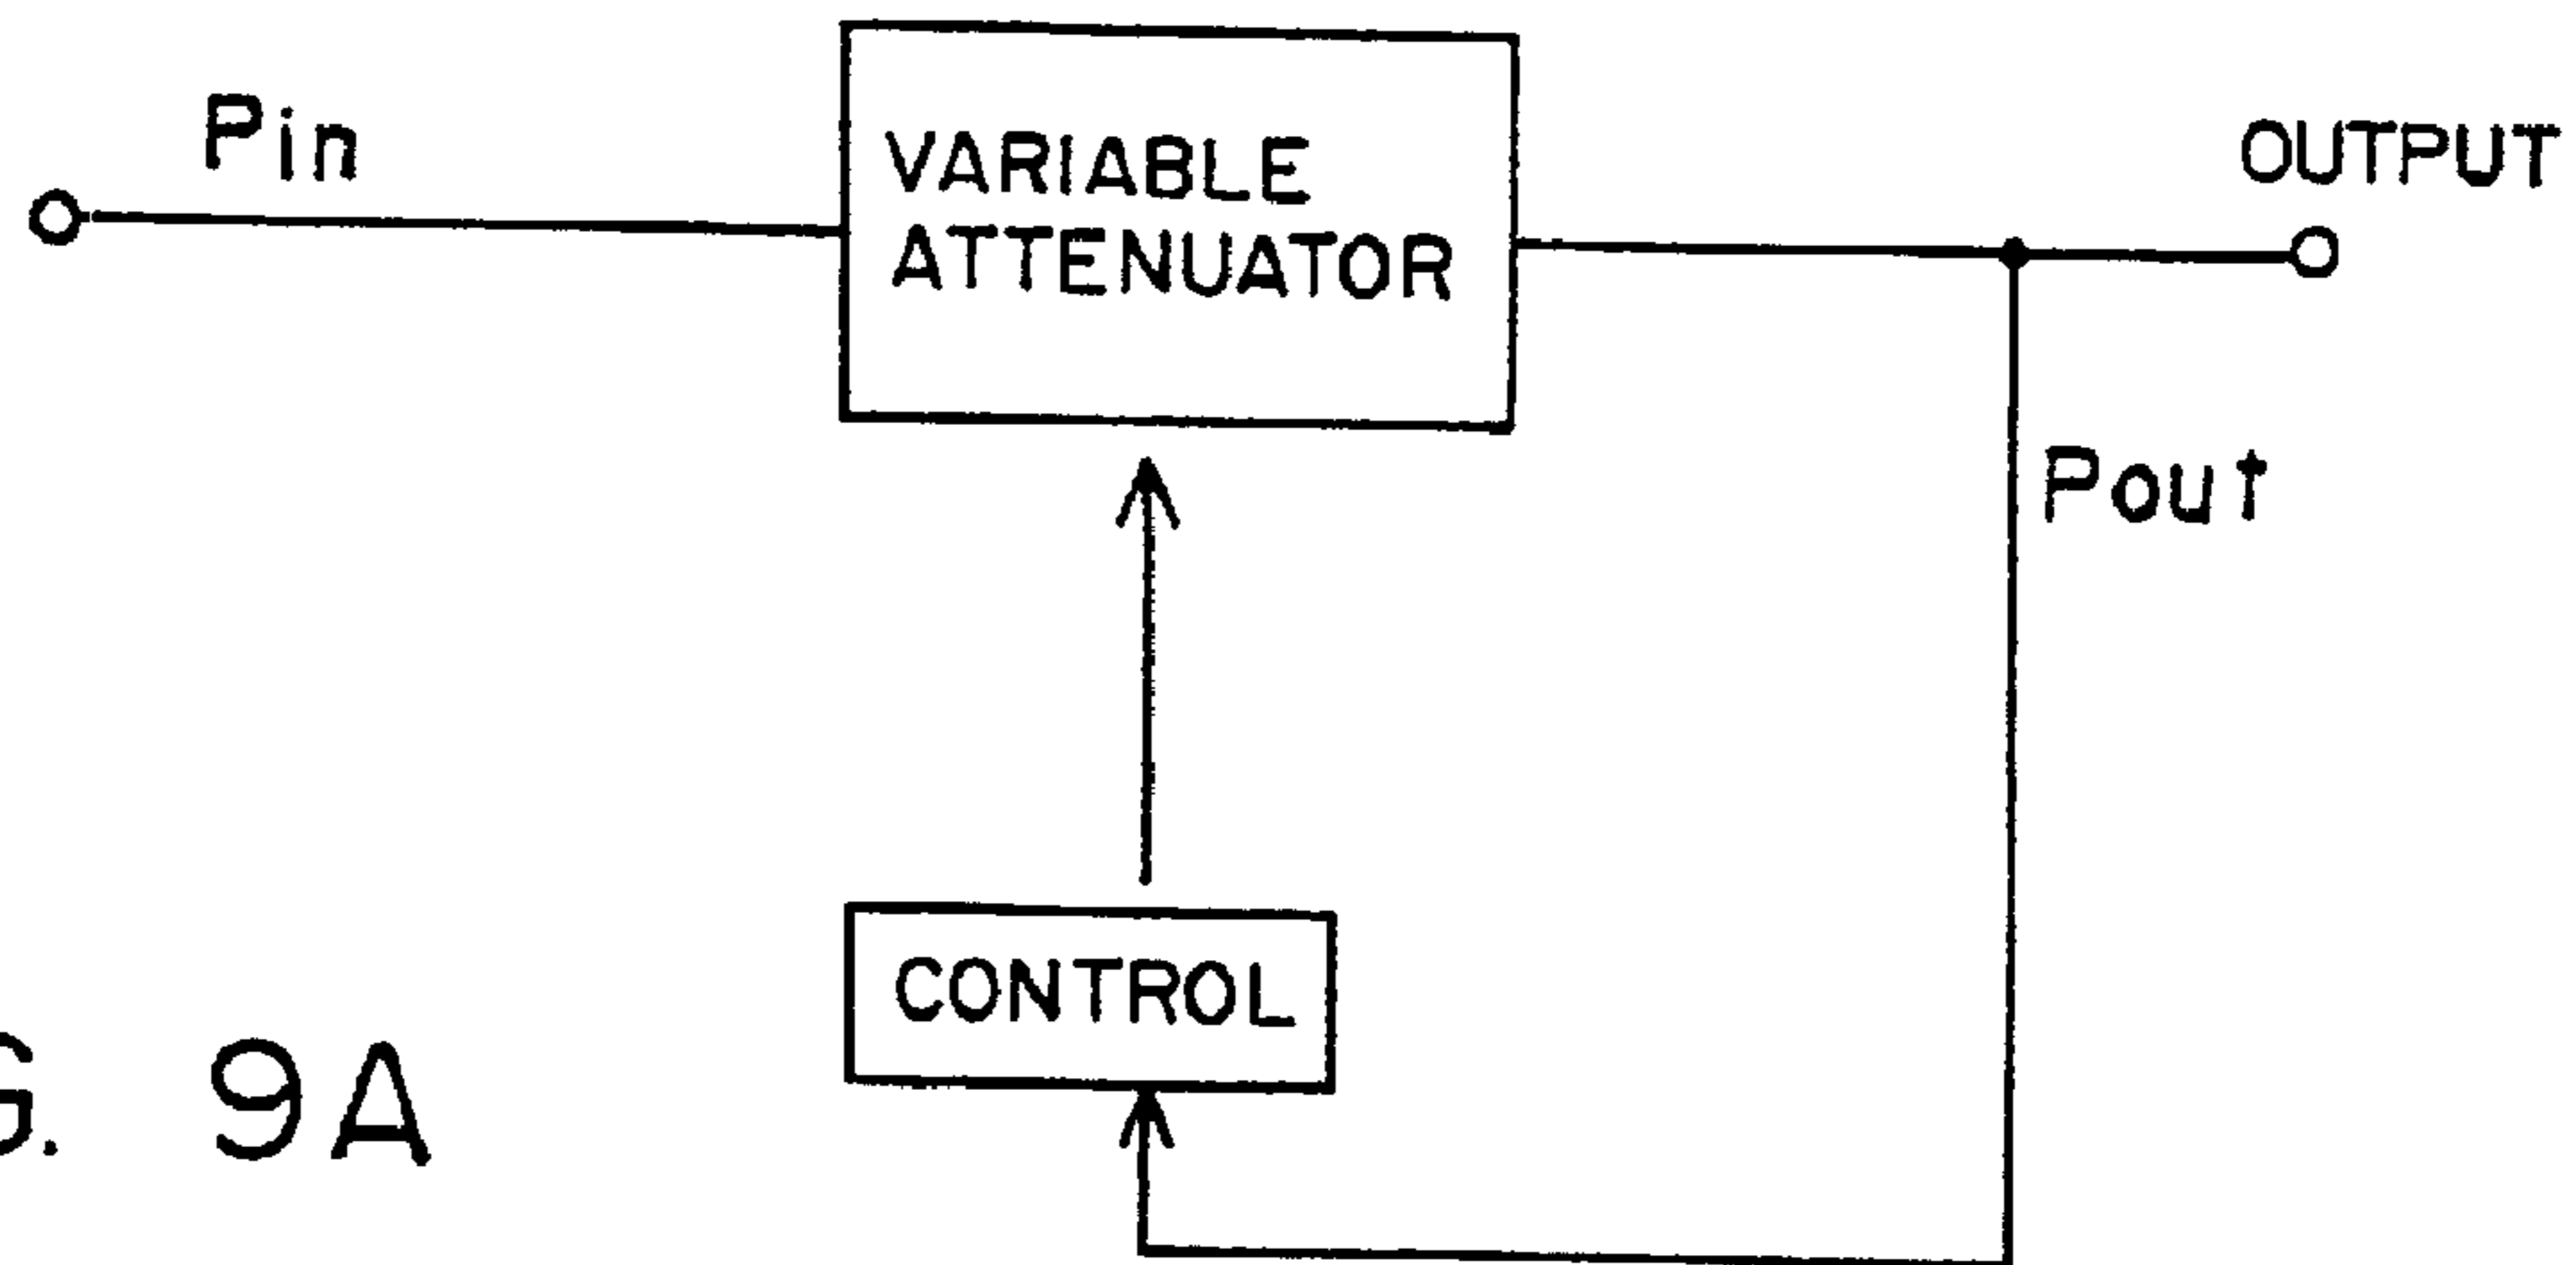 Pin
VARIABLE
ATTENUATOR
OUTPUT
Pout
CONTROL
G. 9A